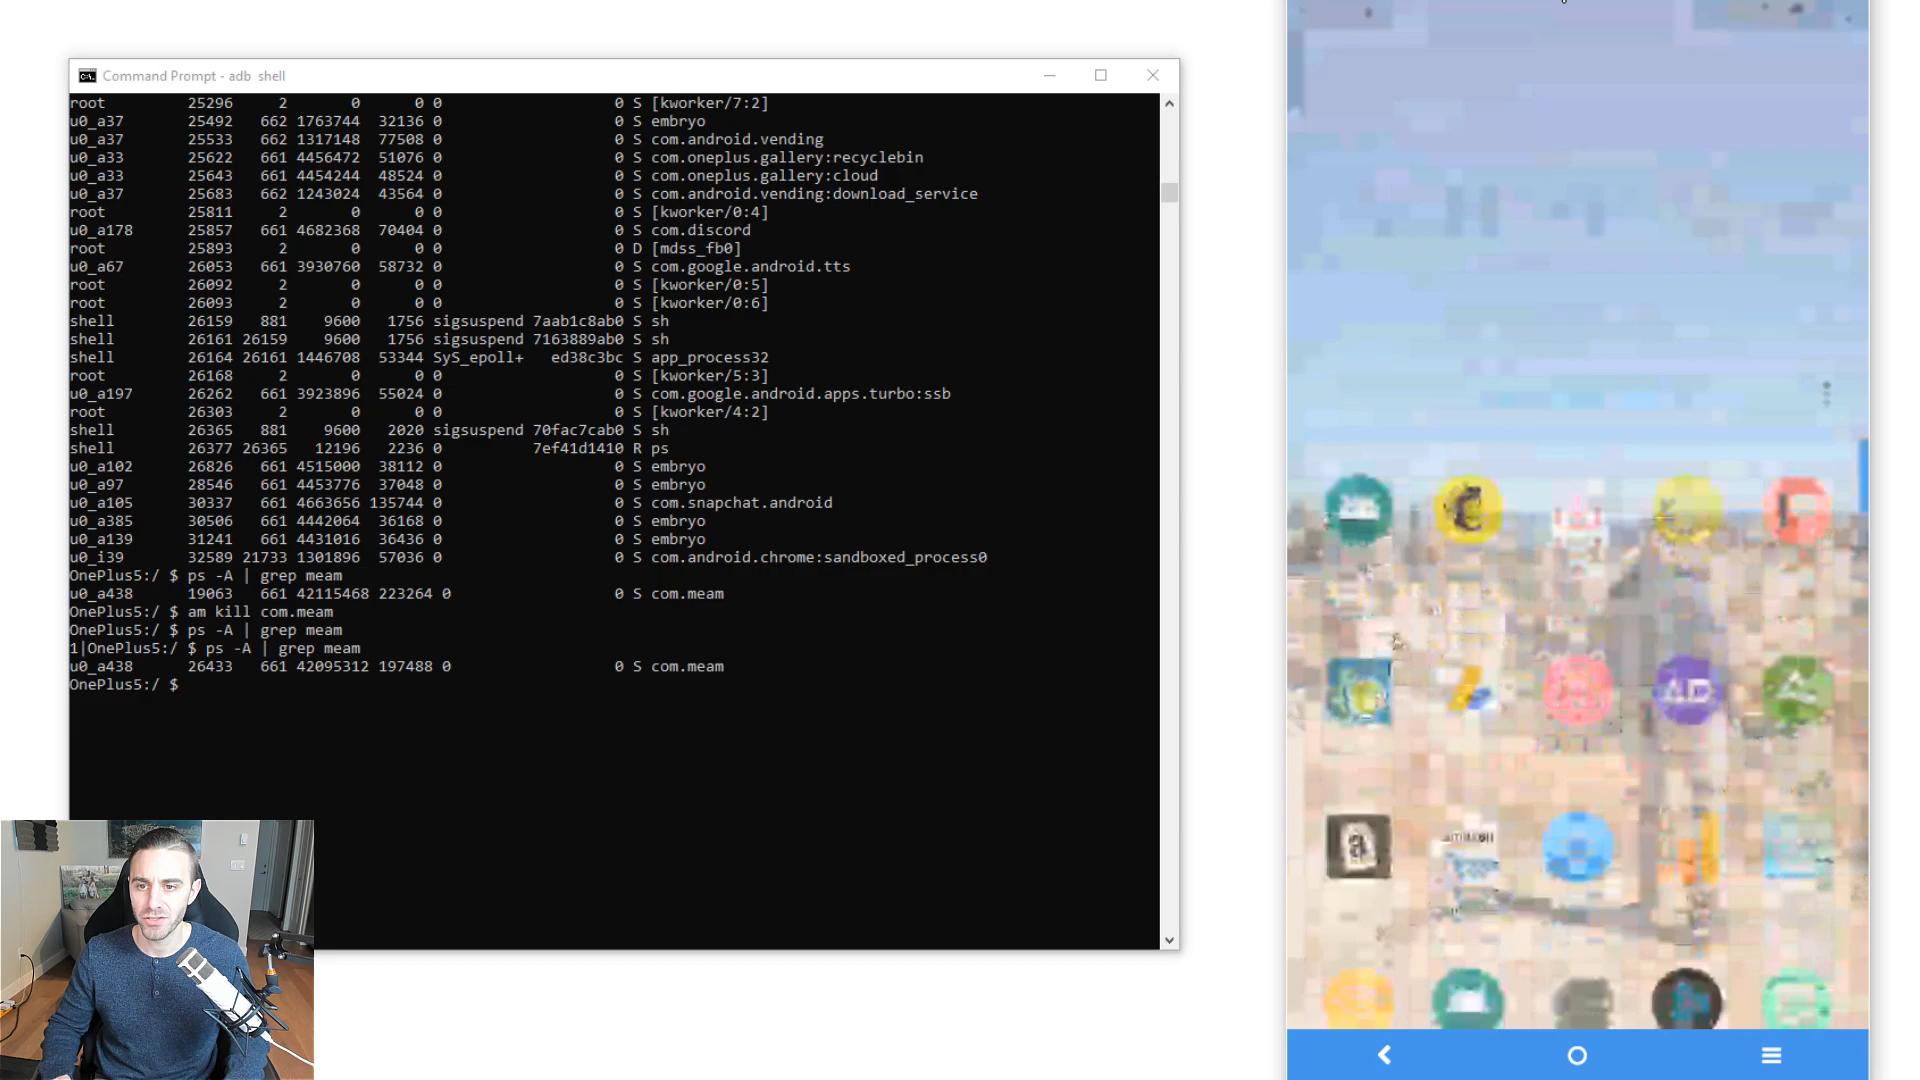 Command Prompt - adb  shell
root         25296     2       0      0 0                   0 S [kworker/7:2]
u0_a37       25492   662 1763744  32136 0                   0 S embryo
u0_a37       25533   662 1317148  77508 0                   0 S com.android.vending
u0_a33       25622   661 4456472  51076 0                   0 S com.oneplus.gallery:recyclebin
u0_a33       25643   661 4454244  48524 0                   0 S com.oneplus.gallery:cloud
u0_a37       25683   662 1243024  43564 0                   0 S com.android.vending:download_service
root         25811     2       0      0 0                   0 S [kworker/0:4]
u0_a178      25857   661 4682368  70404 0                   0 S com.discord
root         25893     2       0      0 0                   0 D [mdss_fb0]
u0_a67       26053   661 3930760  58732 0                   0 S com.google.android.tts
root         26092     2       0      0 0                   0 S [kworker/0:5]
root         26093     2       0      0 0                   0 S [kworker/0:6]
shell        26159   881    9600   1756 sigsuspend 7aab1c8ab0 S sh
shell        26161 26159    9600   1756 sigsuspend 7163889ab0 S sh
shell        26164 26161 1446708  53344 SyS_epoll+   ed38c3bc S app_process32
root         26168     2       0      0 0                   0 S [kworker/5:3]
u0_a197      26262   661 3923896  55024 0                   0 S com.google.android.apps.turbo:ssb
root         26303     2       0      0 0                   0 S [kworker/4:2]
shell        26365   881    9600   2020 sigsuspend 70fac7cab0 S sh
shell        26377 26365   12196   2236 0          7ef41d1410 R ps
u0_a102      26826   661 4515000  38112 0                   0 S embryo
u0_a97       28546   661 4453776  37048 0                   0 S embryo
u0_a105      30337   661 4663656 135744 0                   0 S com.snapchat.android
u0_a385      30506   661 4442064  36168 0                   0 S embryo
u0_a139      31241   661 4431016  36436 0                   0 S embryo
u0_i39       32589 21733 1301896  57036 0                   0 S com.android.chrome:sandboxed_process0
OnePlus5:/ $ ps -A | grep meam
u0_a438      19063   661 42115468 223264 0                  0 S com.meam
OnePlus5:/ $ am kill com.meam
OnePlus5:/ $ ps -A | grep meam
1|OnePlus5:/ $ ps -A | grep meam
u0_a438      26433   661 42095312 197488 0                  0 S com.meam
OnePlus5:/ $
amazon